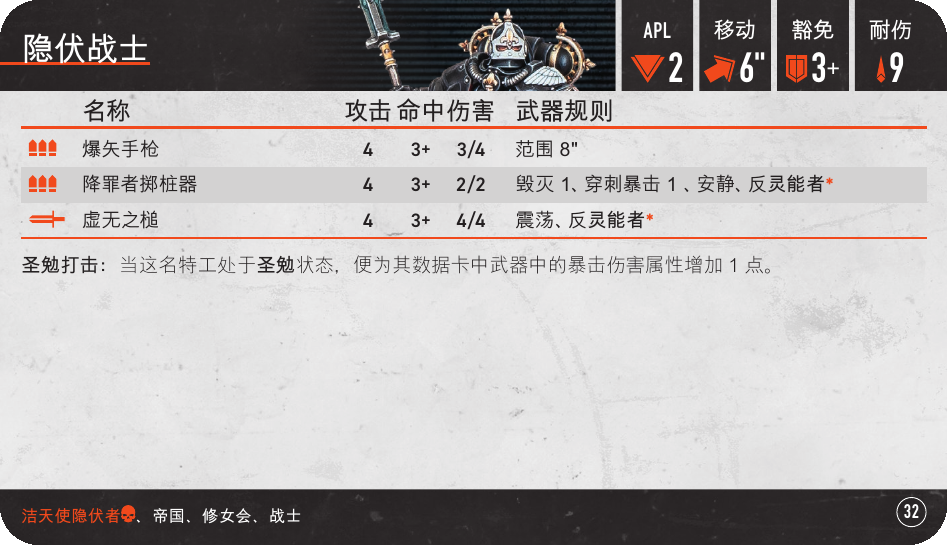 隐伏战士
APL 移动 豁免 耐伤
2 6" 3+ 9
名称 攻击 命中 伤害 武器规则
爆矢手枪 4 3+ 3/4 范围 8"
降罪者掷桩器 4 3+ 2/2 毁灭 1、穿刺暴击 1、安静、反灵能者*
虚无之槌 4 3+ 4/4 震荡、反灵能者*
圣勉打击：当这名特工处于圣勉状态，便为其数据卡中武器中的暴击伤害属性增加 1 点。
洁天使隐伏者、帝国、修女会、战士
32